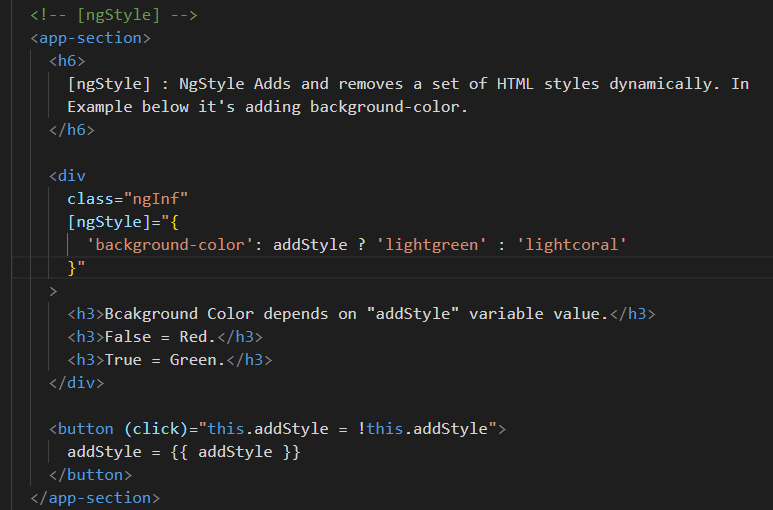 <!-- [ngStyle] -->
<app-section>
<h6>
[ngStyle] : NgStyle Adds and removes a set of HTML styles dynamically. In
Example below it's adding background-color.
</h6>
<div
class="ngInf"
[ngStyle]="{
'background-color': addStyle ? 'lightgreen' : 'lightcoral'
}"
>
<h3>Bcakground Color depends on "addStyle" variable value.</h3>
<h3>False = Red.</h3>
<h3>True = Green.</h3>
</div>
<button (click)="this.addStyle = !this.addStyle">
addStyle = {{ addStyle }}
</button>
</app-section>